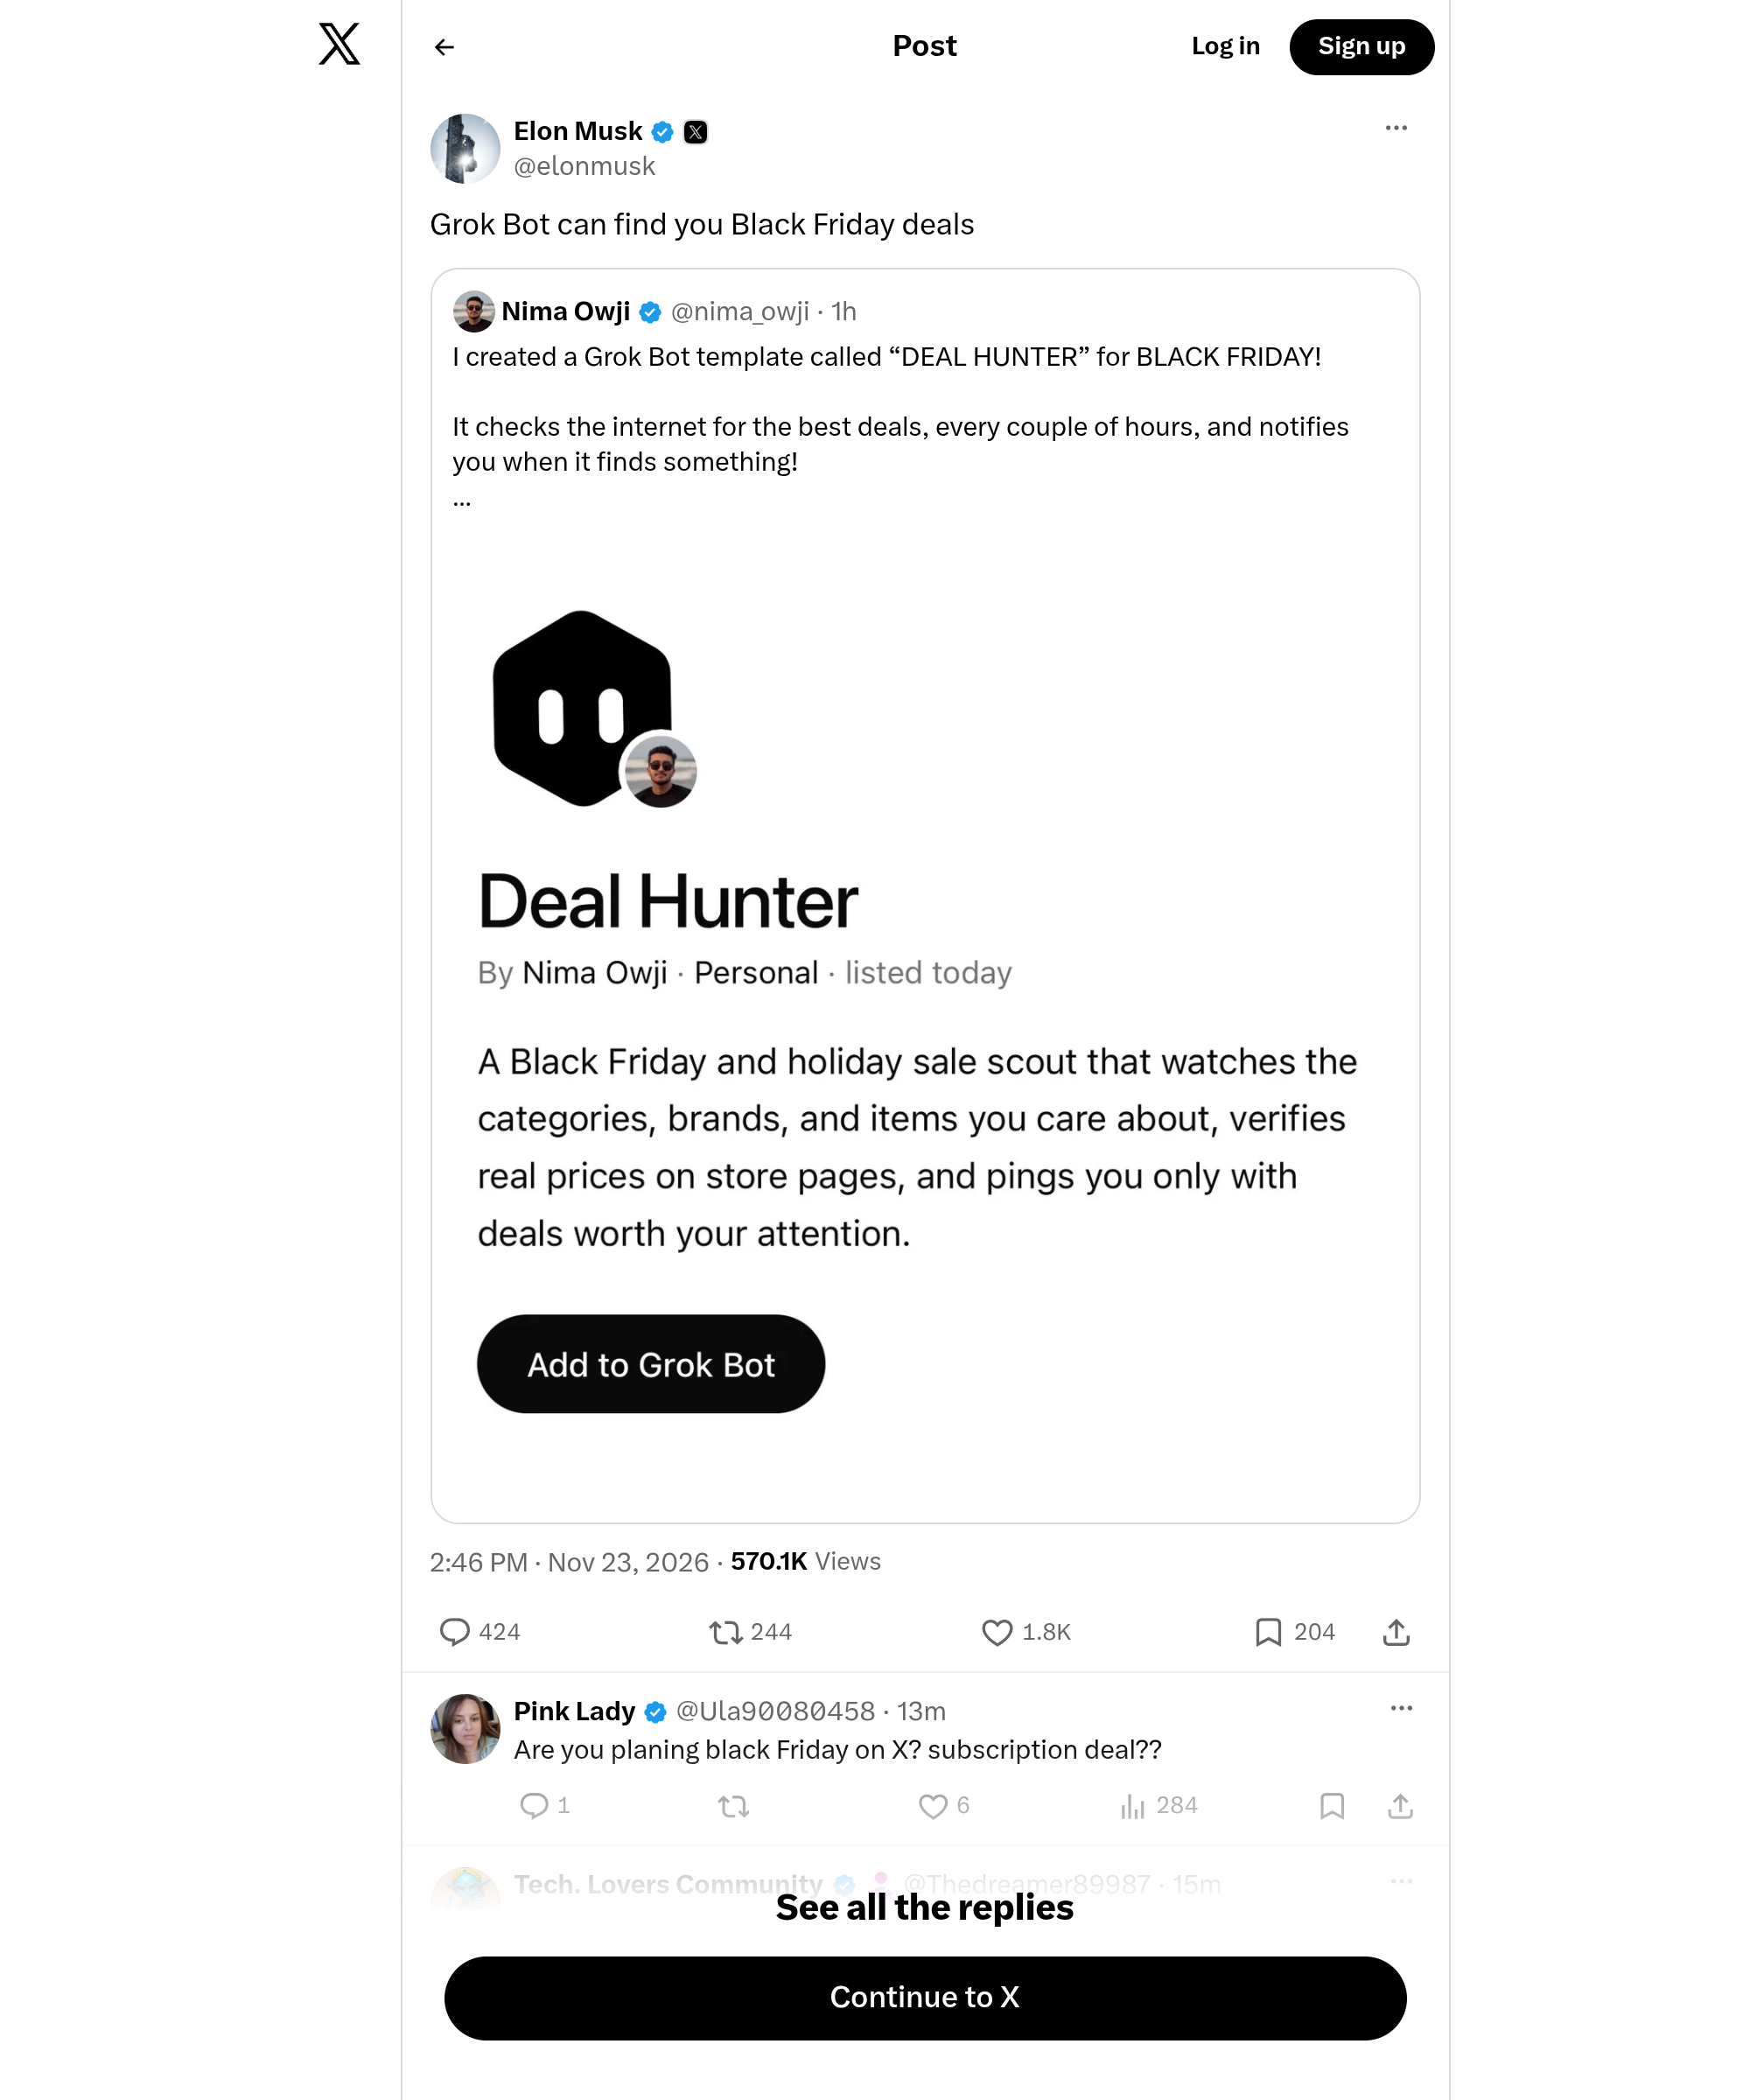 Post
Log in
Sign up
Elon Musk
@elonmusk
Grok Bot can find you Black Friday deals
Nima Owji @nima_owji · 1h
I created a Grok Bot template called “DEAL HUNTER” for BLACK FRIDAY!
It checks the internet for the best deals, every couple of hours, and notifies
you when it finds something!
...
Deal Hunter
By Nima Owji · Personal · listed today
A Black Friday and holiday sale scout that watches the
categories, brands, and items you care about, verifies
real prices on store pages, and pings you only with
deals worth your attention.
Add to Grok Bot
2:46 PM · Nov 23, 2026 · 570.1K Views
424 244 1.8K 204
Pink Lady @Ula90080458 · 13m
Are you planing black Friday on X? subscription deal??
1 6 284
Tech. Lovers Community @Thedreamer89987 · 15m
See all the replies
Continue to X